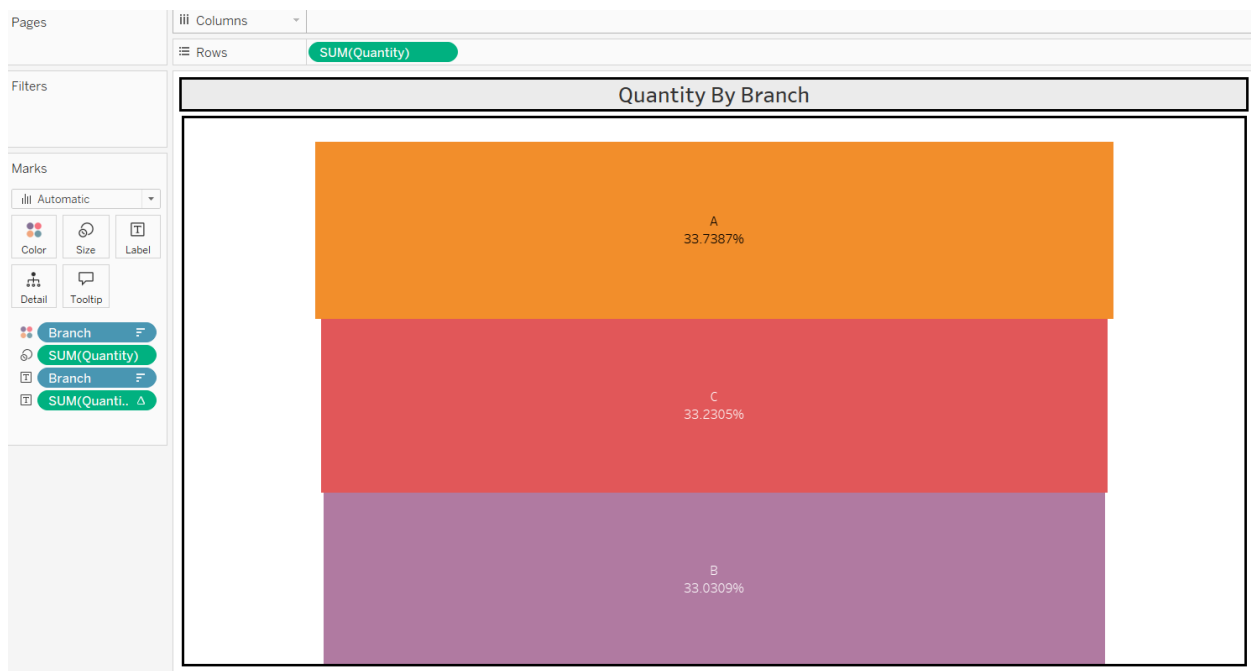 Pages
Columns
Rows
SUM(Quantity)
Filters
Quantity By Branch
Marks
Automatic
Color
Size
Label
Detail
Tooltip
Branch
SUM(Quantity)
Branch
SUM(Quanti..
A
33.7387%
C
33.2305%
B
33.0309%